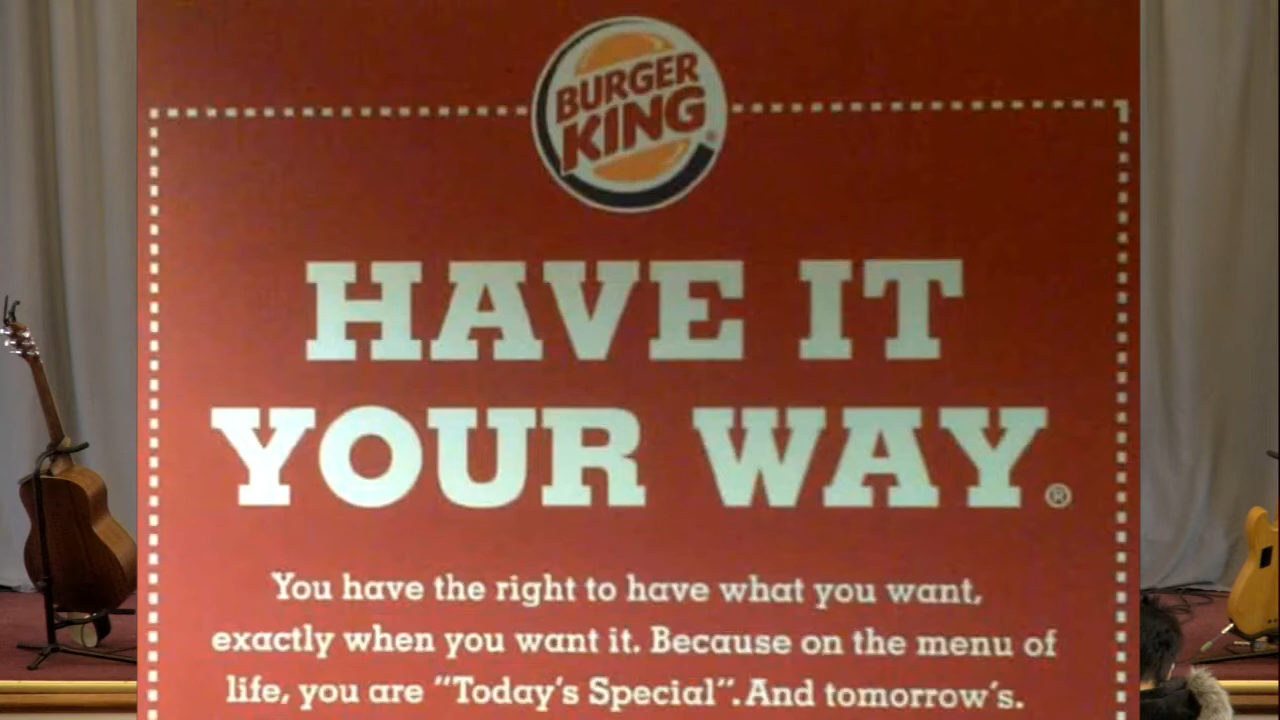 BURGER
KING®
HAVE IT
YOUR WAY®
You have the right to have what you want,
exactly when you want it. Because on the menu of
life, you are "Today's Special". And tomorrow's.